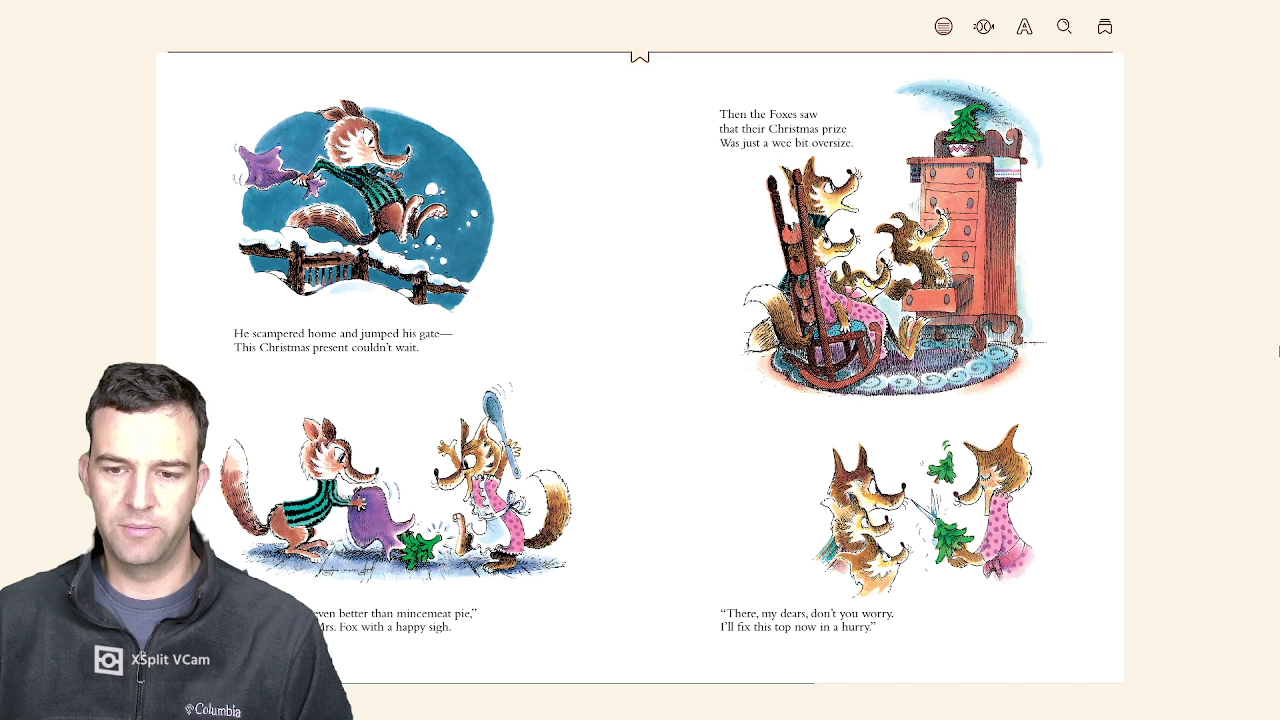 He scampered home and jumped his gate—
This Christmas present couldn't wait.
even better than mincemeat pie,"
Mrs. Fox with a happy sigh.
Then the Foxes saw
that their Christmas prize
Was just a wee bit oversize.
"There, my dears, don't you worry.
I'll fix this top now in a hurry."
XSplit VCam
Columbia